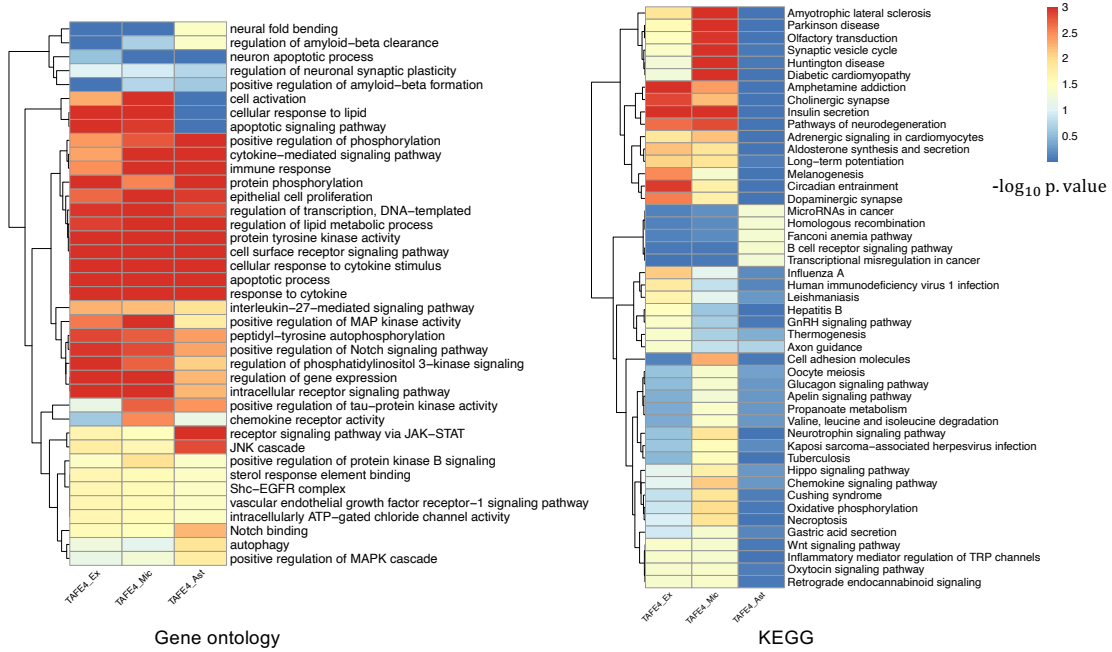 neural fold bending
regulation of amyloid−beta clearance
neuron apoptotic process
regulation of neuronal synaptic plasticity
positive regulation of amyloid−beta formation
cell activation
cellular response to lipid
apoptotic signaling pathway
positive regulation of phosphorylation
cytokine−mediated signaling pathway
immune response
protein phosphorylation
epithelial cell proliferation
regulation of transcription, DNA−templated
regulation of lipid metabolic process
protein tyrosine kinase activity
cell surface receptor signaling pathway
cellular response to cytokine stimulus
apoptotic process
response to cytokine
interleukin−27−mediated signaling pathway
positive regulation of MAP kinase activity
peptidyl−tyrosine autophosphorylation
positive regulation of Notch signaling pathway
regulation of phosphatidylinositol 3−kinase signaling
regulation of gene expression
intracellular receptor signaling pathway
positive regulation of tau−protein kinase activity
chemokine receptor activity
receptor signaling pathway via JAK−STAT
JNK cascade
positive regulation of protein kinase B signaling
sterol response element binding
Shc−EGFR complex
vascular endothelial growth factor receptor−1 signaling pathway
intracellularly ATP−gated chloride channel activity
Notch binding
autophagy
positive regulation of MAPK cascade
TAFE4_Ex
TAFE4_Mic
TAFE4_Ast
Gene ontology
Amyotrophic lateral sclerosis
Parkinson disease
Olfactory transduction
Synaptic vesicle cycle
Huntington disease
Diabetic cardiomyopathy
Amphetamine addiction
Cholinergic synapse
Insulin secretion
Pathways of neurodegeneration
Adrenergic signaling in cardiomyocytes
Aldosterone synthesis and secretion
Long−term potentiation
Melanogenesis
Circadian entrainment
Dopaminergic synapse
MicroRNAs in cancer
Homologous recombination
Fanconi anemia pathway
B cell receptor signaling pathway
Transcriptional misregulation in cancer
Influenza A
Human immunodeficiency virus 1 infection
Leishmaniasis
Hepatitis B
GnRH signaling pathway
Thermogenesis
Axon guidance
Cell adhesion molecules
Oocyte meiosis
Glucagon signaling pathway
Apelin signaling pathway
Propanoate metabolism
Valine, leucine and isoleucine degradation
Neurotrophin signaling pathway
Kaposi sarcoma−associated herpesvirus infection
Tuberculosis
Hippo signaling pathway
Chemokine signaling pathway
Cushing syndrome
Oxidative phosphorylation
Necroptosis
Gastric acid secretion
Wnt signaling pathway
Inflammatory mediator regulation of TRP channels
Oxytocin signaling pathway
Retrograde endocannabinoid signaling
TAFE4_Ex
TAFE4_Mic
TAFE4_Ast
KEGG
3
2.5
2
1.5
1
0.5
-log₁₀ p. value